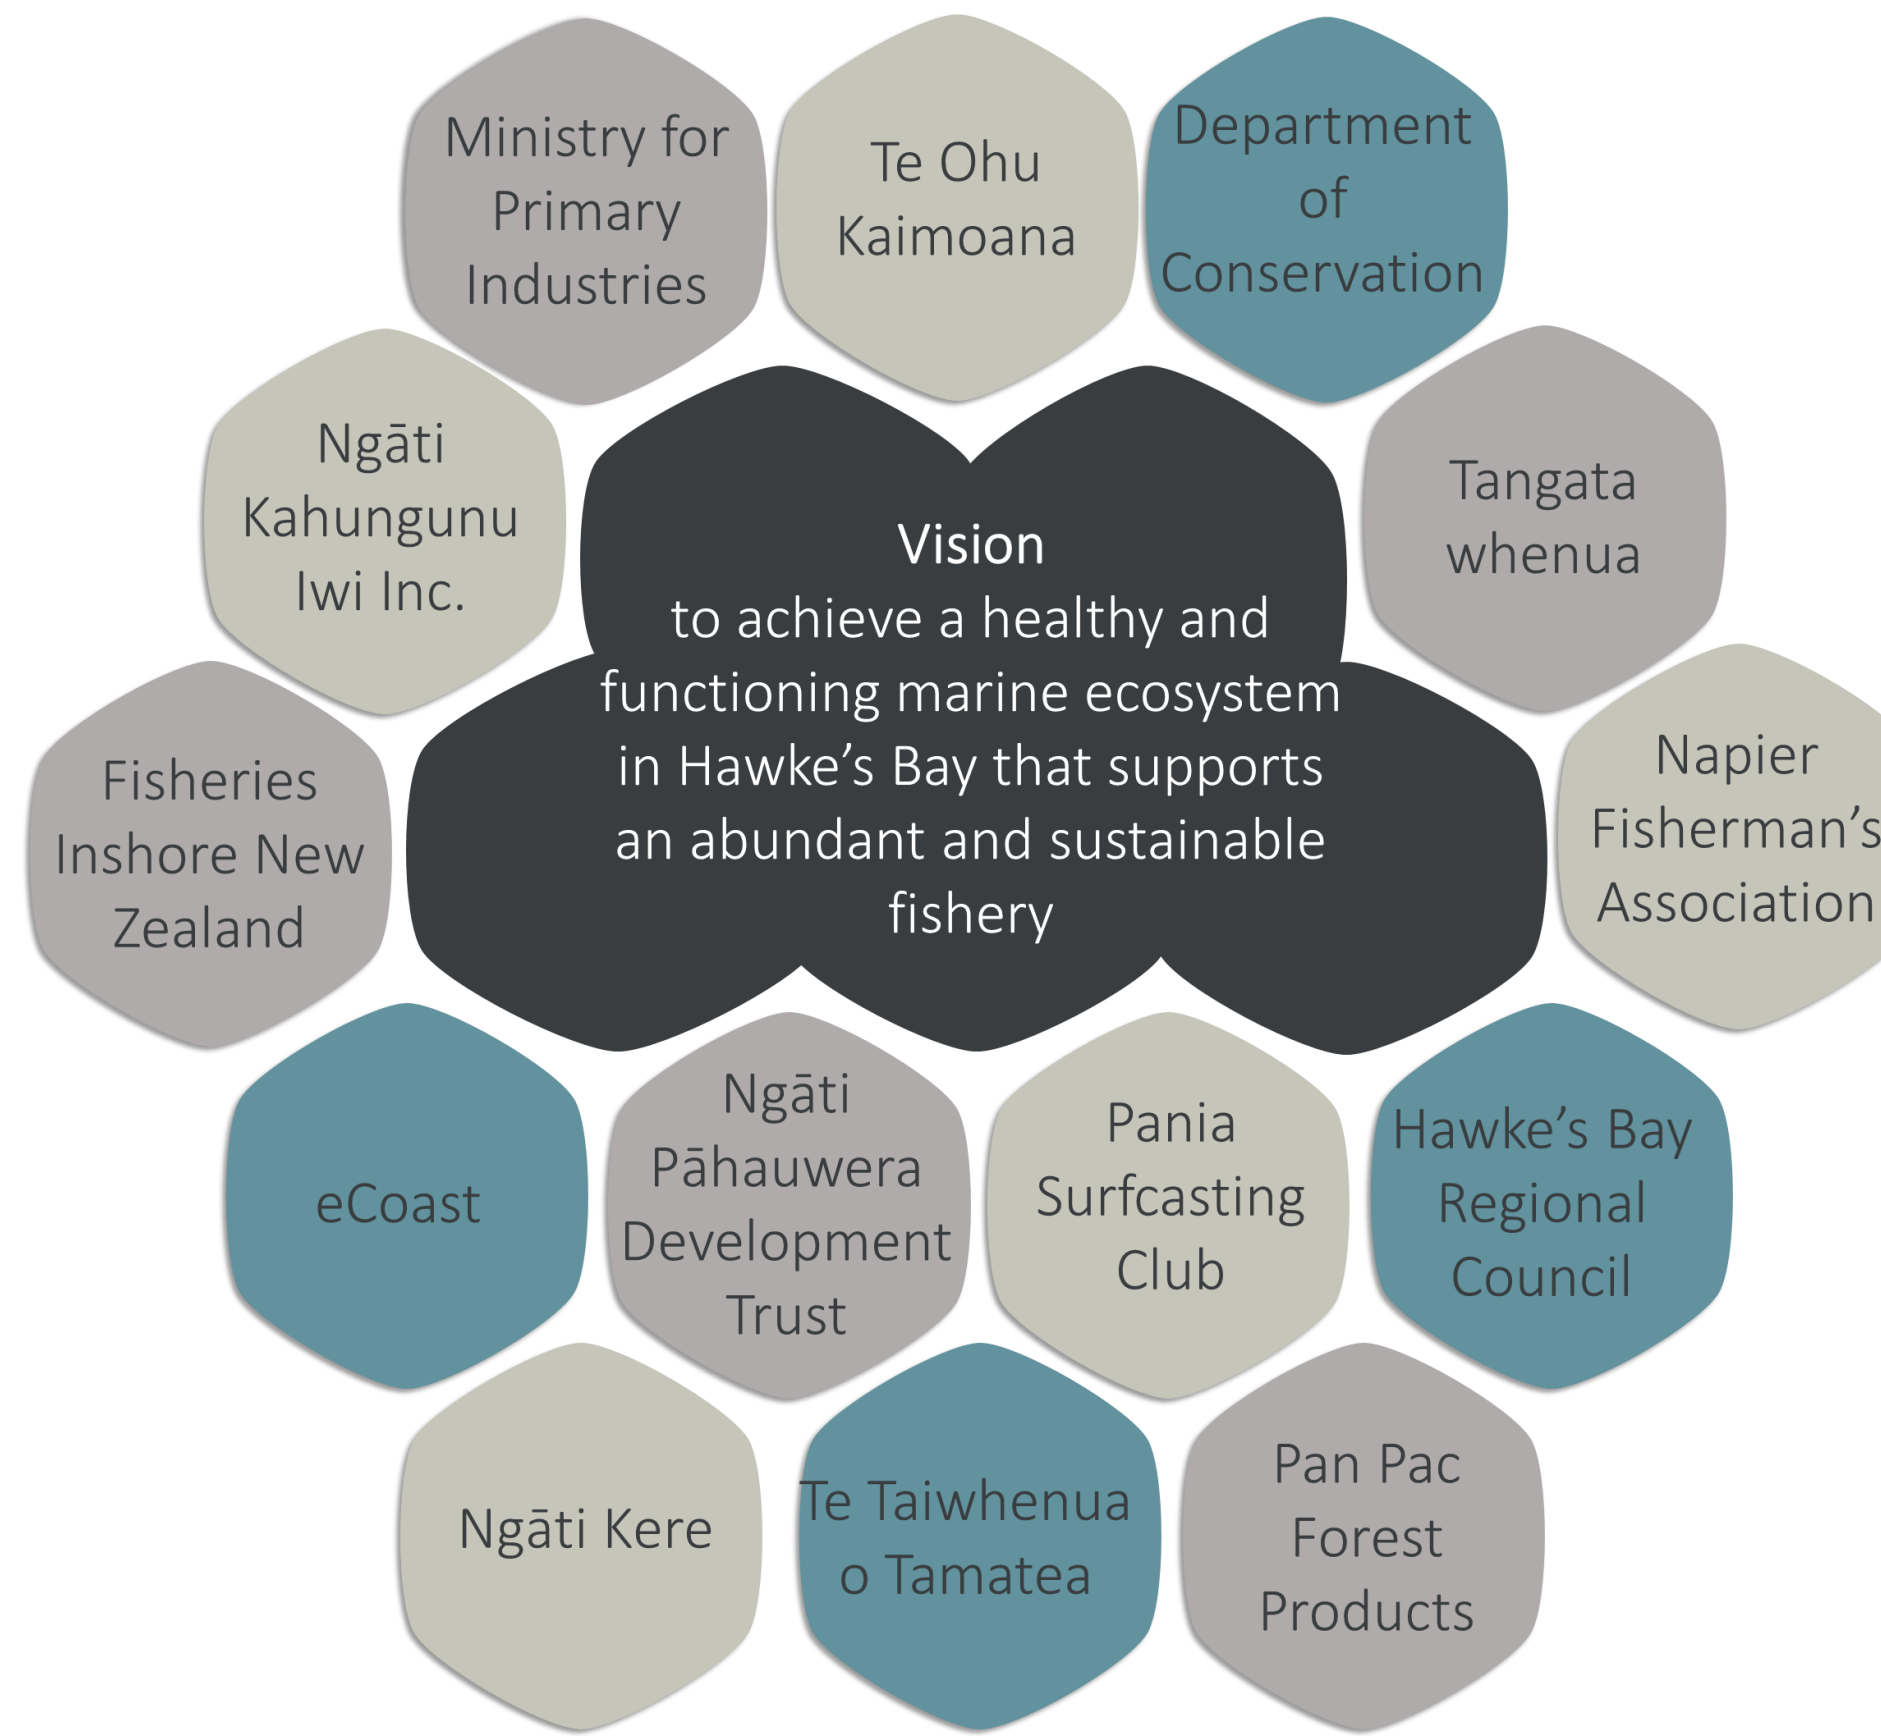 Ministry for
Primary
Industries
Te Ohu
Kaimoana
Department
of
Conservation
Ngāti
Kahungunu
Iwi Inc.
Tangata
whenua
Vision
to achieve a healthy and
functioning marine ecosystem
in Hawke’s Bay that supports
an abundant and sustainable
fishery
Fisheries
Inshore New
Zealand
Napier
Fisherman’s
Association
eCoast
Ngāti
Pāhauwera
Development
Trust
Pania
Surfcasting
Club
Hawke’s Bay
Regional
Council
Ngāti Kere
Te Taiwhenua
o Tamatea
Pan Pac
Forest
Products